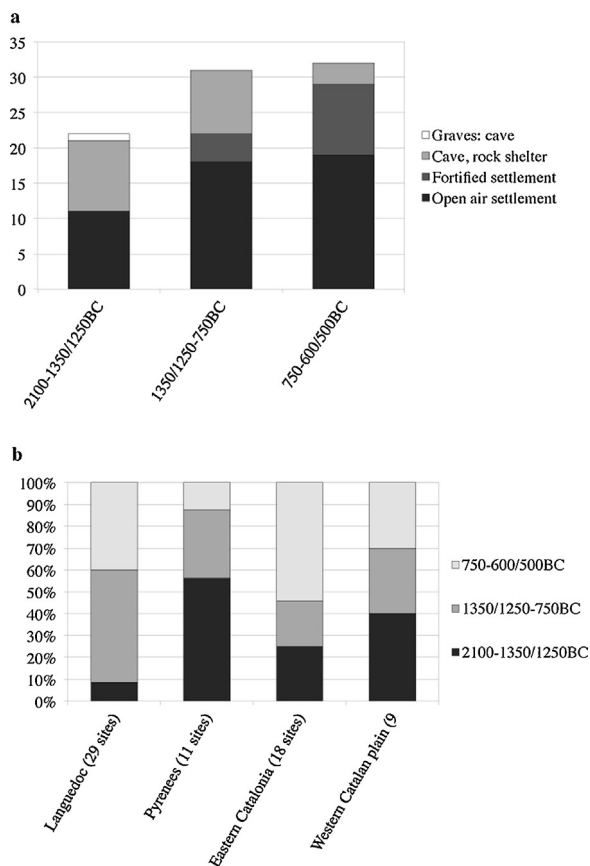 a
35
30
25
20
15
10
5
0
2100-1350/1250BC
1350/1250-750BC
750-600/500BC
Graves: cave
Cave, rock shelter
Fortified settlement
Open air settlement
b
100%
90%
80%
70%
60%
50%
40%
30%
20%
10%
0%
Languedoc (29 sites)
Pyrenees (11 sites)
Eastern Catalonia (18 sites)
Western Catalan plain (9
750-600/500BC
1350/1250-750BC
2100-1350/1250BC